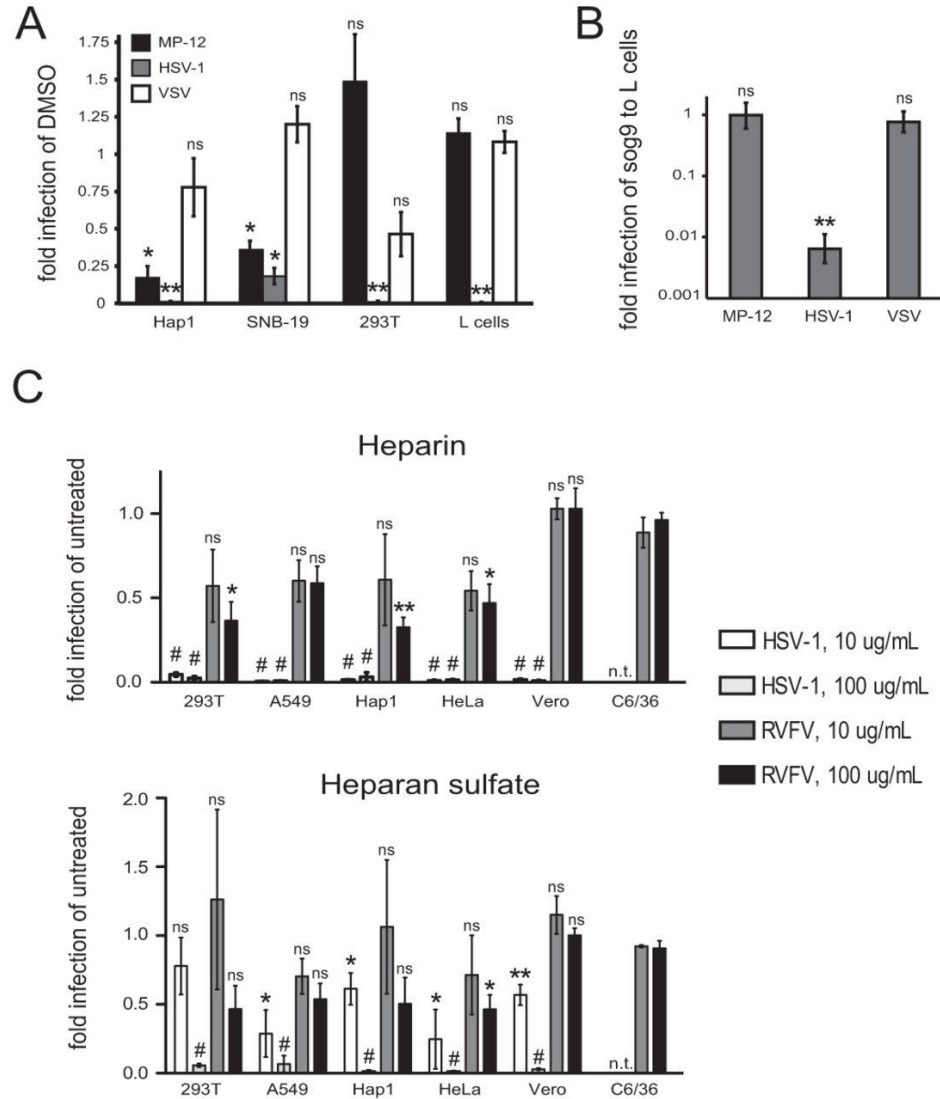 A
fold infection of DMSO
1.75
1.5
1.25
1
0.75
0.5
0.25
0
MP-12
HSV-1
VSV
* ** ns
* * ns
ns ** ns
ns ** ns
Hap1 SNB-19 293T L cells
B
fold infection of sog9 to L cells
1
0.1
0.01
0.001
ns ** ns
MP-12 HSV-1 VSV
C
Heparin
fold infection of untreated
1.0
0.5
0.0
# # ns *
# # ns ns
# # ns **
# # ns *
# # ns ns
n.t.
293T A549 Hap1 HeLa Vero C6/36
HSV-1, 10 ug/mL
HSV-1, 100 ug/mL
RVFV, 10 ug/mL
RVFV, 100 ug/mL
Heparan sulfate
fold infection of untreated
2.0
1.5
1.0
0.5
0.0
ns # ns ns
* # ns ns
* # ns ns
* # ns *
** # ns ns
n.t.
293T A549 Hap1 HeLa Vero C6/36